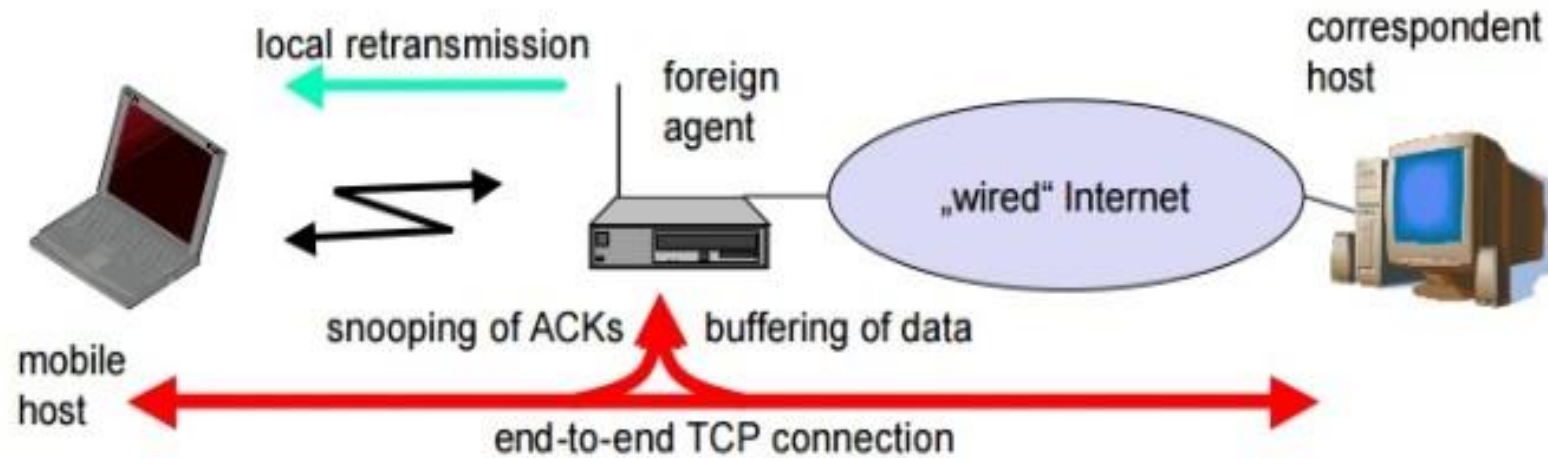 local retransmission
foreign
agent
correspondent
host
„wired“ Internet
snooping of ACKs
buffering of data
mobile
host
end-to-end TCP connection